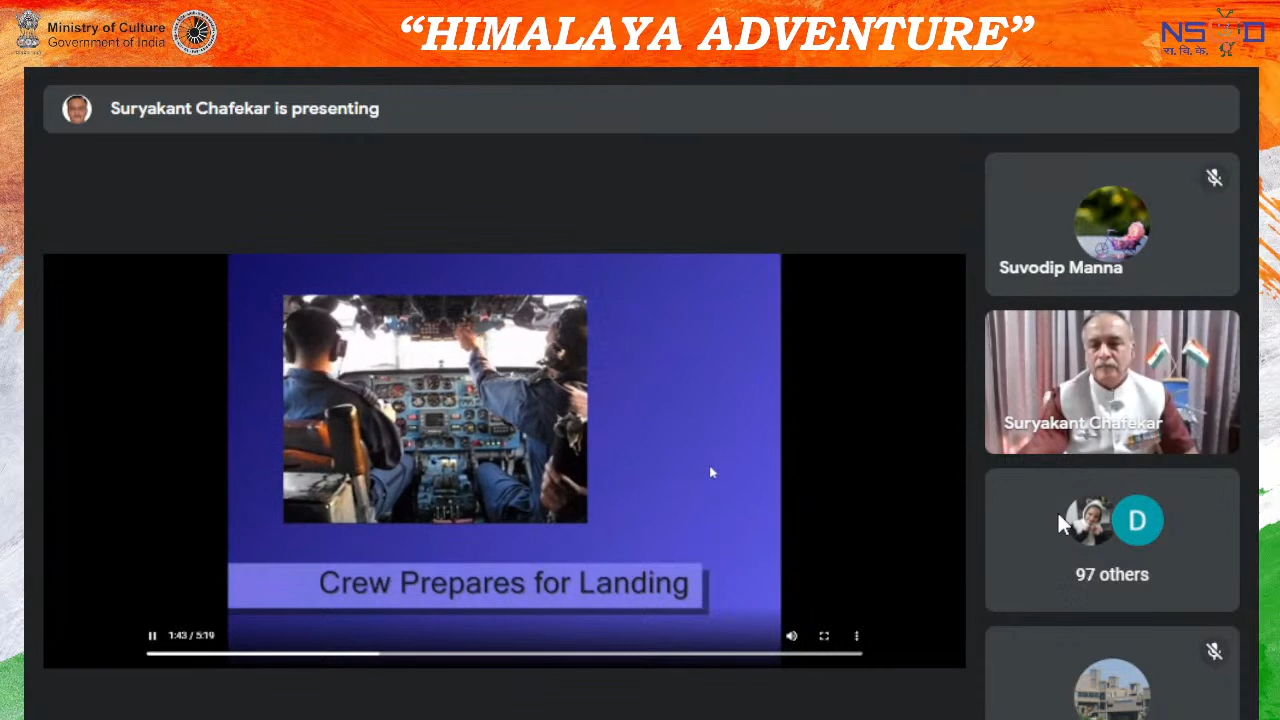 Ministry of Culture
Government of India
“HIMALAYA ADVENTURE”
NS D
रा. वि. के.
Suryakant Chafekar is presenting
Suvodip Manna
Suryakant Chafekar
D
97 others
Crew Prepares for Landing
1:43 / 5:19